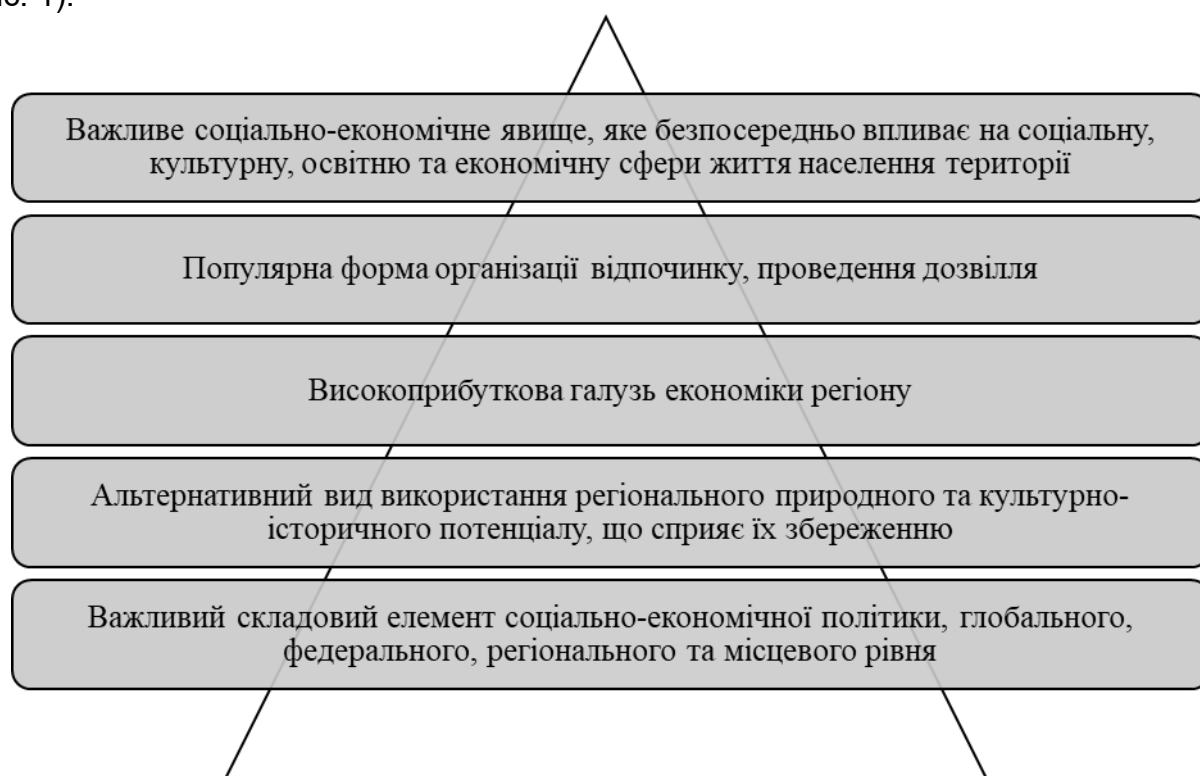 1).
Важливе соціально-економічне явище, яке безпосередньо впливає на соціальну,
культурну, освітню та економічну сфери життя населення території
Популярна форма організації відпочинку, проведення дозвілля
Високоприбуткова галузь економіки регіону
Альтернативний вид використання регіонального природного та культурно-
історичного потенціалу, що сприяє їх збереженню
Важливий складовий елемент соціально-економічної політики, глобального,
федерального, регіонального та місцевого рівня